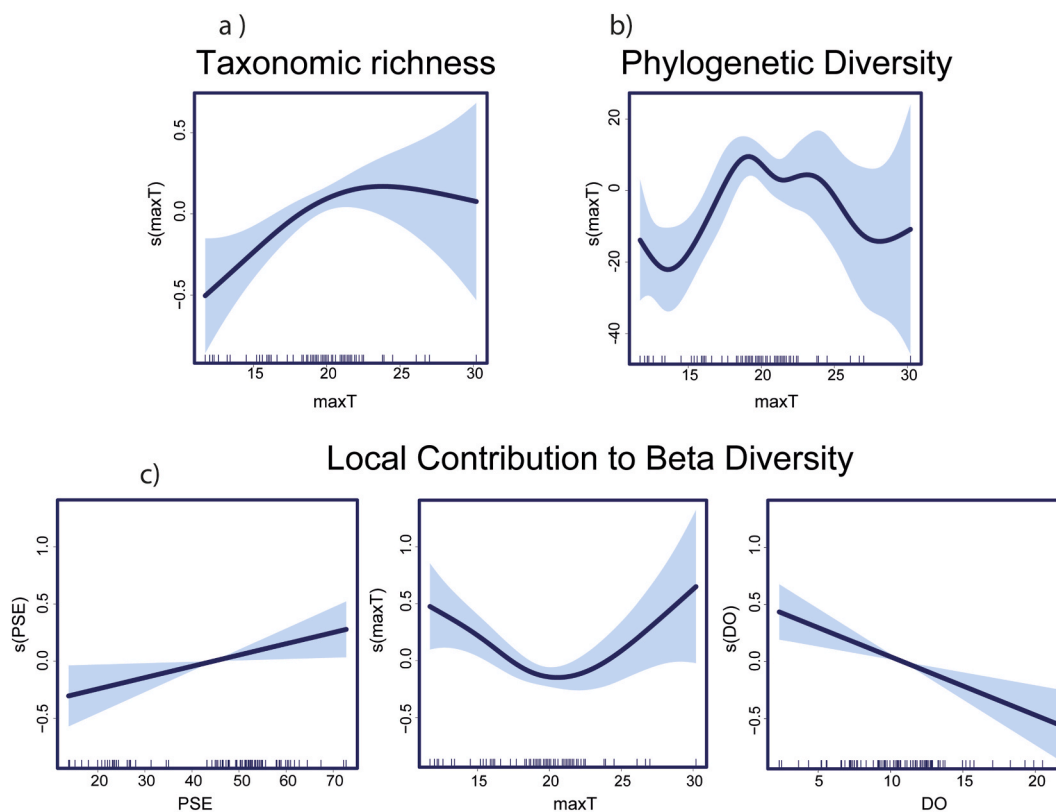 a )
b)
Taxonomic richness
Phylogenetic Diversity
s(maxT)
0.5
0.0
−0.5
15 20 25 30
maxT
s(maxT)
20
0
-20
-40
15 20 25 30
maxT
Local Contribution to Beta Diversity
c)
s(PSE)
1.0
0.5
0.0
−0.5
20 30 40 50 60 70
PSE
s(maxT)
1.0
0.5
0.0
−0.5
15 20 25 30
maxT
s(DO)
1.0
0.5
0.0
−0.5
5 10 15 20
DO